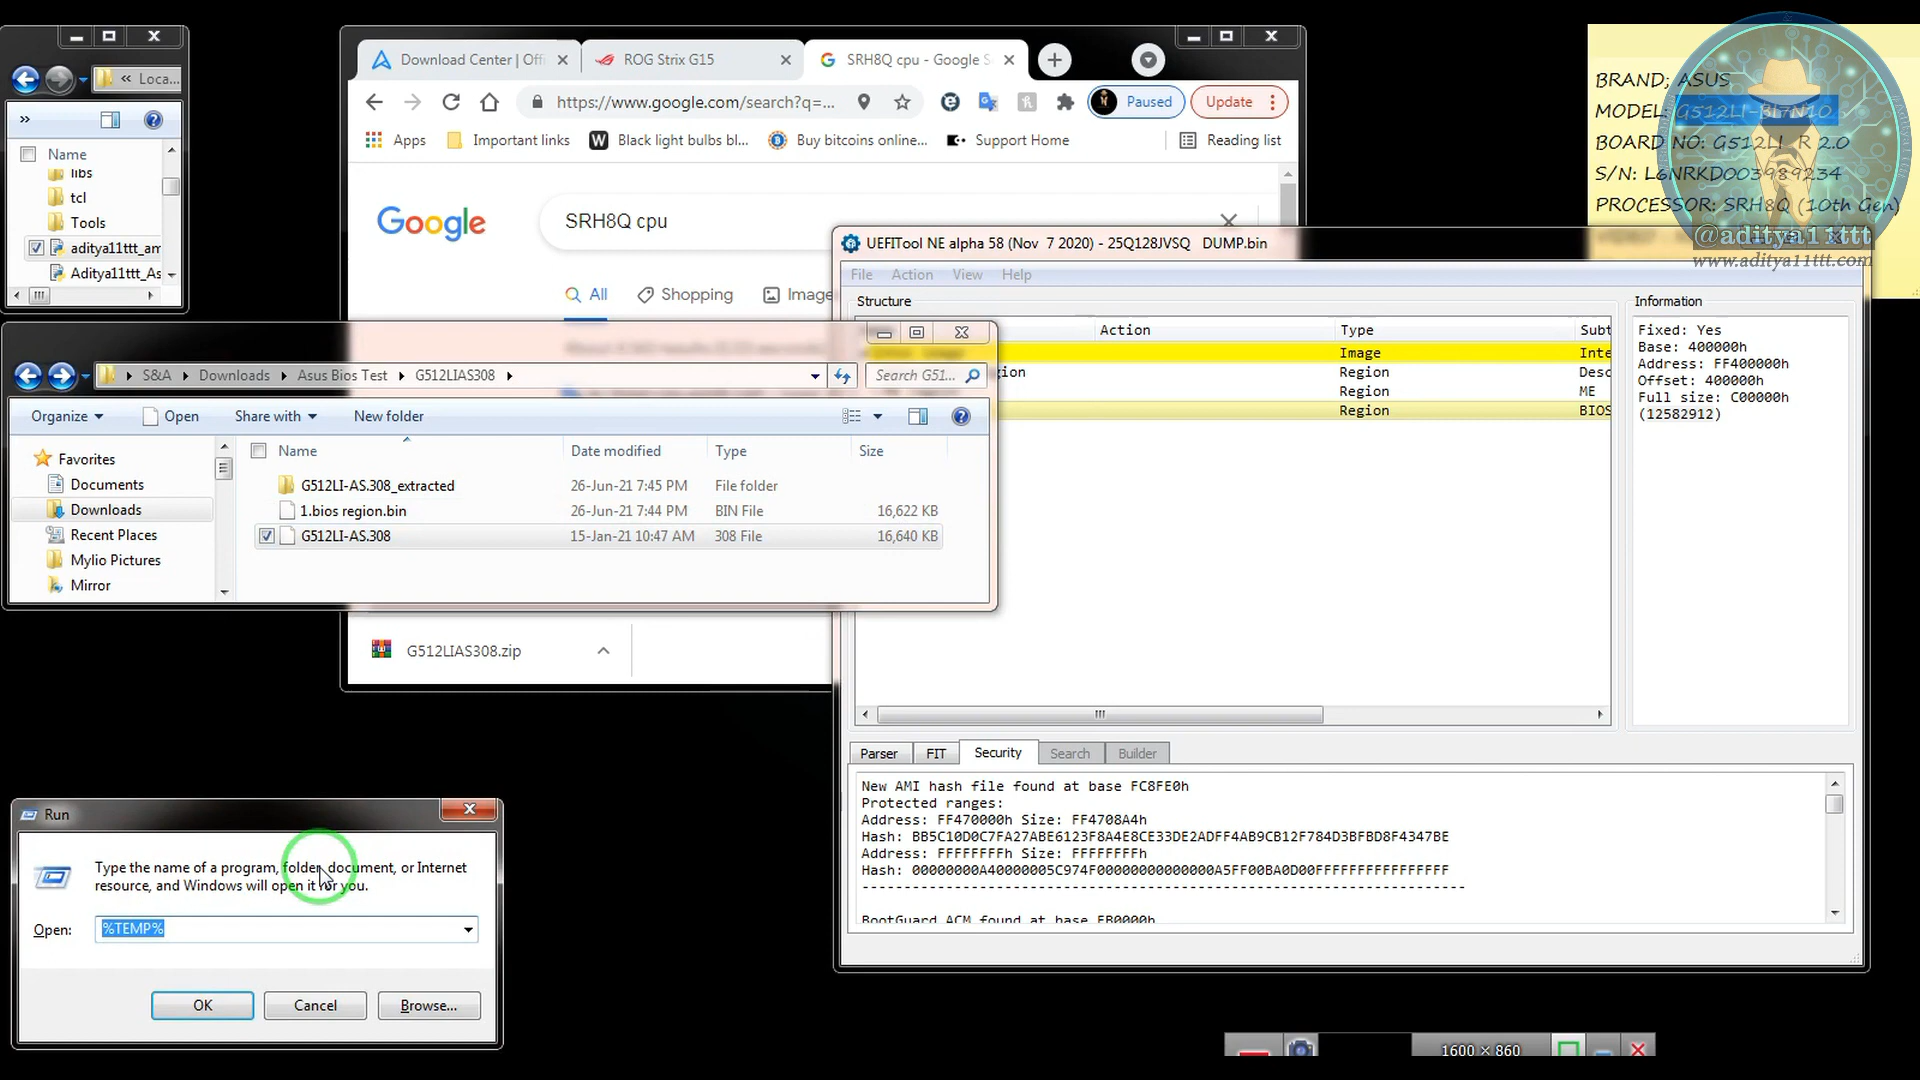 « Loca...
»
Name
libs
tcl
Tools
aditya11ttt_am
Aditya11ttt_As
Download Center | Offi
ROG Strix G15
SRH8Q cpu - Google S
https://www.google.com/search?q=...
Paused
Update
Apps
Important links
Black light bulbs bl...
Buy bitcoins online...
Support Home
Reading list
Google
SRH8Q cpu
All
Shopping
Image
G512LIAS308.zip
BRAND; ASUS
MODEL: G512LI-BI7N10
BOARD NO: G512LI R 2.0
S/N: L6NRKD003989234
PROCESSOR: SRH8Q (10th Gen)
@aditya11ttt
www.aditya11ttt.com
S&A
Downloads
Asus Bios Test
G512LIAS308
Search G51...
Organize
Open
Share with
New folder
Name
Date modified
Type
Size
Favorites
Documents
Downloads
Recent Places
Mylio Pictures
Mirror
G512LI-AS.308_extracted
26-Jun-21 7:45 PM
File folder
1.bios region.bin
26-Jun-21 7:44 PM
BIN File
16,622 KB
G512LI-AS.308
15-Jan-21 10:47 AM
308 File
16,640 KB
UEFITool NE alpha 58 (Nov 7 2020) - 25Q128JVSQ DUMP.bin
File
Action
View
Help
Structure
Action
Type
Subt
Image
Inte
gion
Region
Desc
Region
ME
Region
BIOS
Information
Fixed: Yes
Base: 400000h
Address: FF400000h
Offset: 400000h
Full size: C00000h
(12582912)
Parser
FIT
Security
Search
Builder
New AMI hash file found at base FC8FE0h
Protected ranges:
Address: FF470000h Size: FF4708A4h
Hash: BB5C10D0C7FA27ABE6123F8A4E8CE33DE2ADFF4AB9CB12F784D3BFBD8F4347BE
Address: FFFFFFFFh Size: FFFFFFFFh
Hash: 00000000A40000005C974F00000000000000A5FF00BA0D00FFFFFFFFFFFFFFFF
------------------------------------------------------------------------
BootGuard ACM found at base EB0000h
Run
Type the name of a program, folder, document, or Internet
resource, and Windows will open it for you.
Open:
%TEMP%
OK
Cancel
Browse...
1600 × 860